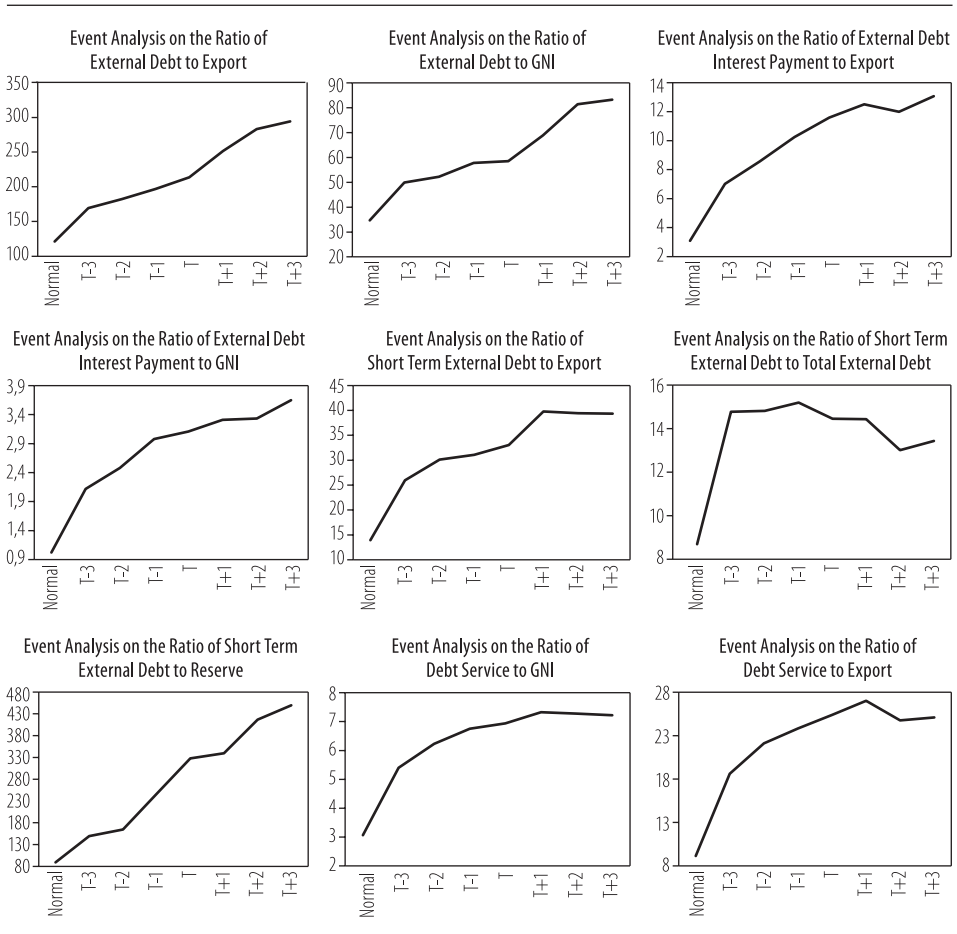 Event Analysis on the Ratio of
External Debt to Export
350
300
250
200
150
100
Normal
T-3
T-2
T-1
T
T+1
T+2
T+3
Event Analysis on the Ratio of
External Debt to GNI
90
80
70
60
50
40
30
20
Normal
T-3
T-2
T-1
T
T+1
T+2
T+3
Event Analysis on the Ratio of External Debt
Interest Payment to Export
14
12
10
8
6
4
2
Normal
T-3
T-2
T-1
T
T+1
T+2
T+3
Event Analysis on the Ratio of External Debt
Interest Payment to GNI
3,9
3,4
2,9
2,4
1,9
1,4
0,9
Normal
T-3
T-2
T-1
T
T+1
T+2
T+3
Event Analysis on the Ratio of
Short Term External Debt to Export
45
40
35
30
25
20
15
10
Normal
T-3
T-2
T-1
T
T+1
T+2
T+3
Event Analysis on the Ratio of Short Term
External Debt to Total External Debt
16
14
12
10
8
Normal
T-3
T-2
T-1
T
T+1
T+2
T+3
Event Analysis on the Ratio of Short Term
External Debt to Reserve
480
430
380
330
280
230
180
130
80
Normal
T-3
T-2
T-1
T
T+1
T+2
T+3
Event Analysis on the Ratio of
Debt Service to GNI
8
7
6
5
4
3
2
Normal
T-3
T-2
T-1
T
T+1
T+2
T+3
Event Analysis on the Ratio of
Debt Service to Export
28
23
18
13
8
Normal
T-3
T-2
T-1
T
T+1
T+2
T+3